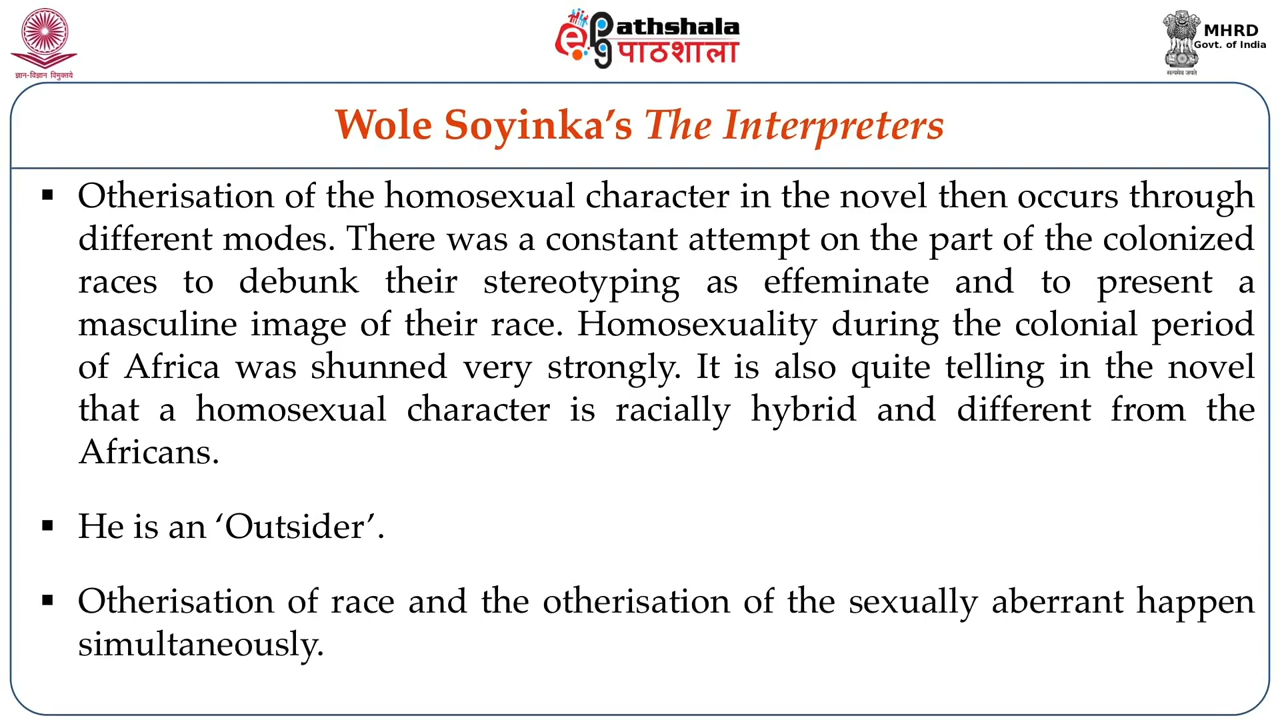 ज्ञान-विज्ञान विमुक्तये
ePathshala
पाठशाला
MHRD
Govt. of India
सत्यमेव जयते
Wole Soyinka’s The Interpreters
▪ Otherisation of the homosexual character in the novel then occurs through
different modes. There was a constant attempt on the part of the colonized
races to debunk their stereotyping as effeminate and to present a
masculine image of their race. Homosexuality during the colonial period
of Africa was shunned very strongly. It is also quite telling in the novel
that a homosexual character is racially hybrid and different from the
Africans.
▪ He is an ‘Outsider’.
▪ Otherisation of race and the otherisation of the sexually aberrant happen
simultaneously.